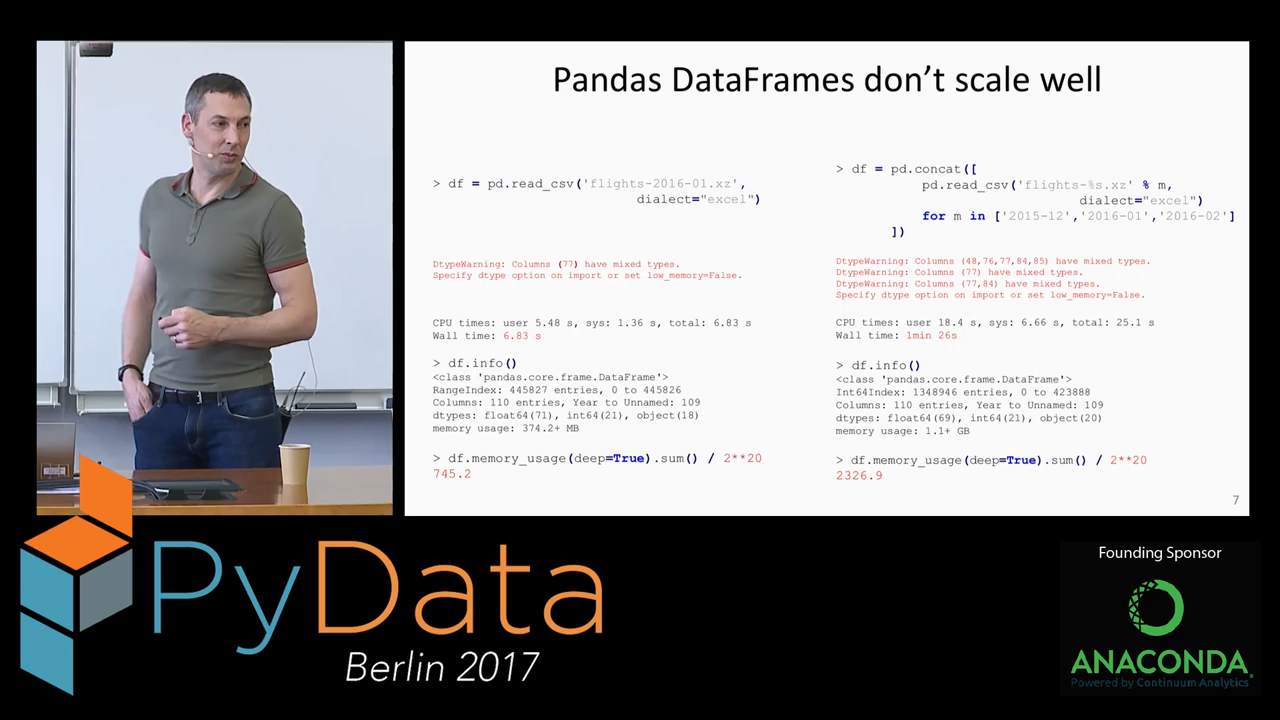 Pandas DataFrames don’t scale well
> df = pd.read_csv('flights-2016-01.xz',
dialect="excel")
DtypeWarning: Columns (77) have mixed types.
Specify dtype option on import or set low_memory=False.
CPU times: user 5.48 s, sys: 1.36 s, total: 6.83 s
Wall time: 6.83 s
> df.info()
<class 'pandas.core.frame.DataFrame'>
RangeIndex: 445827 entries, 0 to 445826
Columns: 110 entries, Year to Unnamed: 109
dtypes: float64(71), int64(21), object(18)
memory usage: 374.2+ MB
> df.memory_usage(deep=True).sum() / 2**20
745.2
> df = pd.concat([
pd.read_csv('flights-%s.xz' % m,
dialect="excel")
for m in ['2015-12','2016-01','2016-02']
])
DtypeWarning: Columns (48,76,77,84,85) have mixed types.
DtypeWarning: Columns (77) have mixed types.
DtypeWarning: Columns (77,84) have mixed types.
Specify dtype option on import or set low_memory=False.
CPU times: user 18.4 s, sys: 6.66 s, total: 25.1 s
Wall time: 1min 26s
> df.info()
<class 'pandas.core.frame.DataFrame'>
Int64Index: 1348946 entries, 0 to 423888
Columns: 110 entries, Year to Unnamed: 109
dtypes: float64(69), int64(21), object(20)
memory usage: 1.1+ GB
> df.memory_usage(deep=True).sum() / 2**20
2326.9
7
PyData
Berlin 2017
Founding Sponsor
ANACONDA
Powered by Continuum Analytics